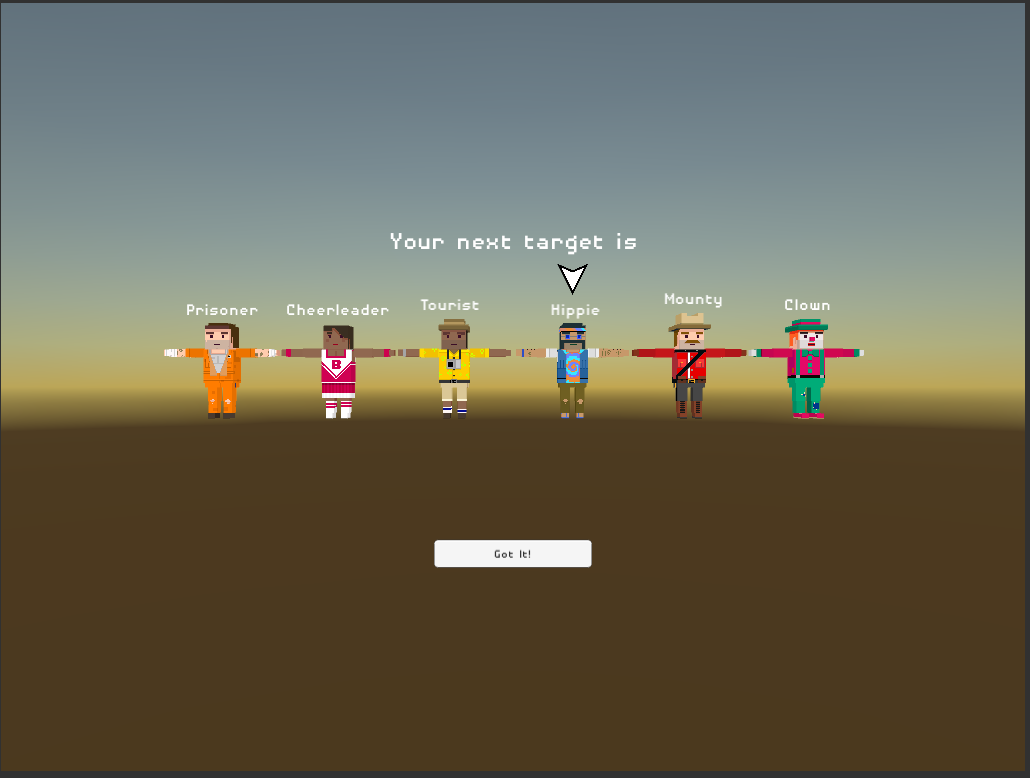 Your next target is
Prisoner
Cheerleader
Tourist
Hippie
Mounty
Clown
B
Got It!